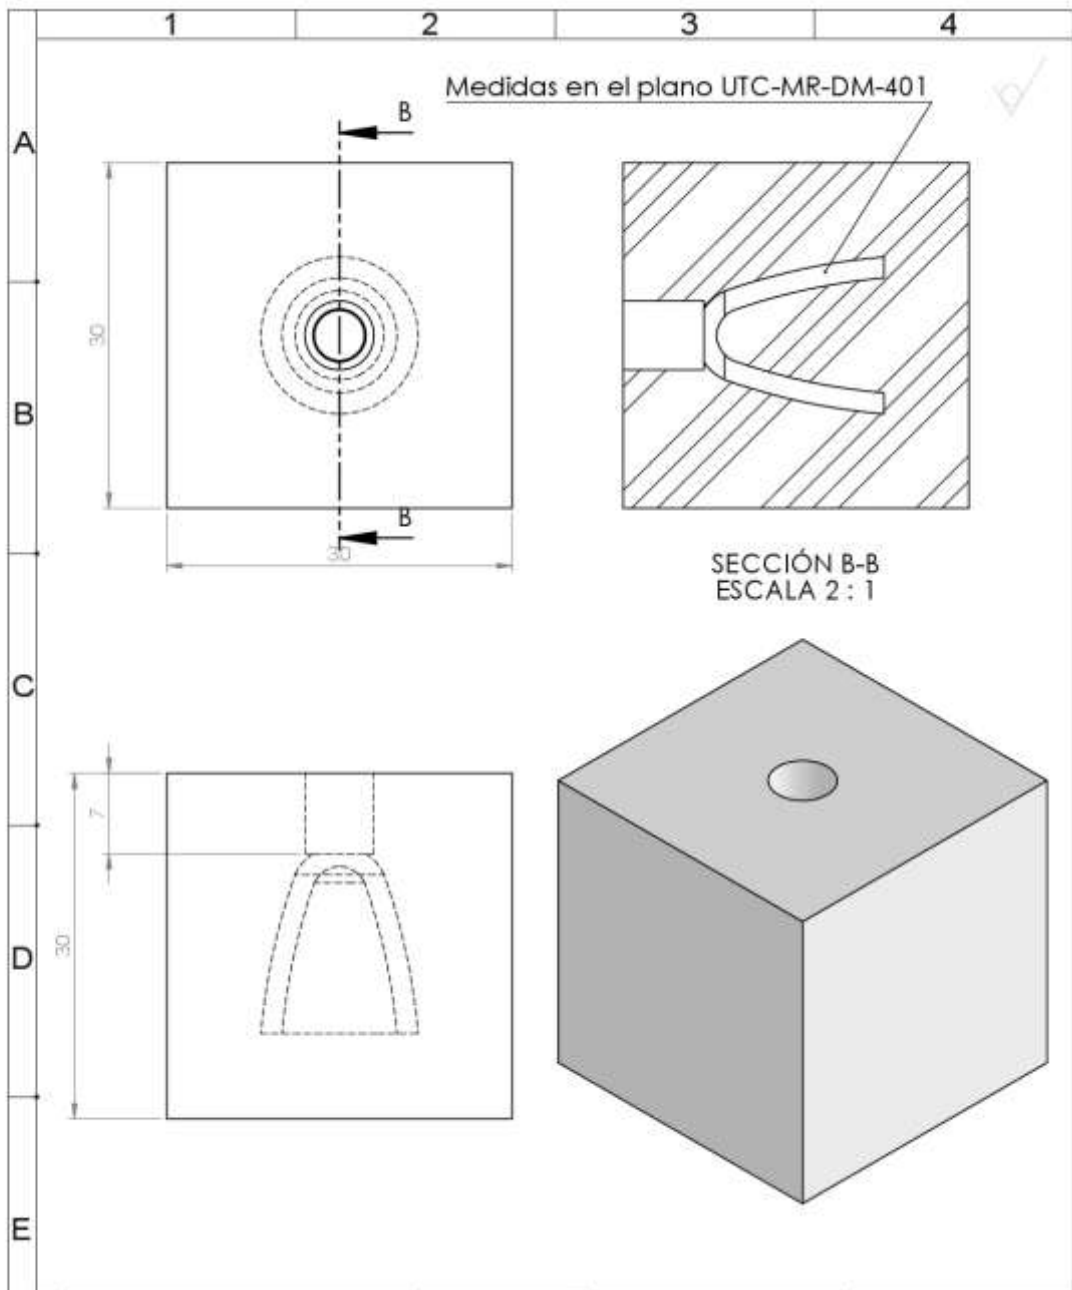 1 2 3 4
Medidas en el plano UTC-MR-DM-401
A
B
30
B
B
30
SECCIÓN B-B
ESCALA 2 : 1
C
7
30
D
E